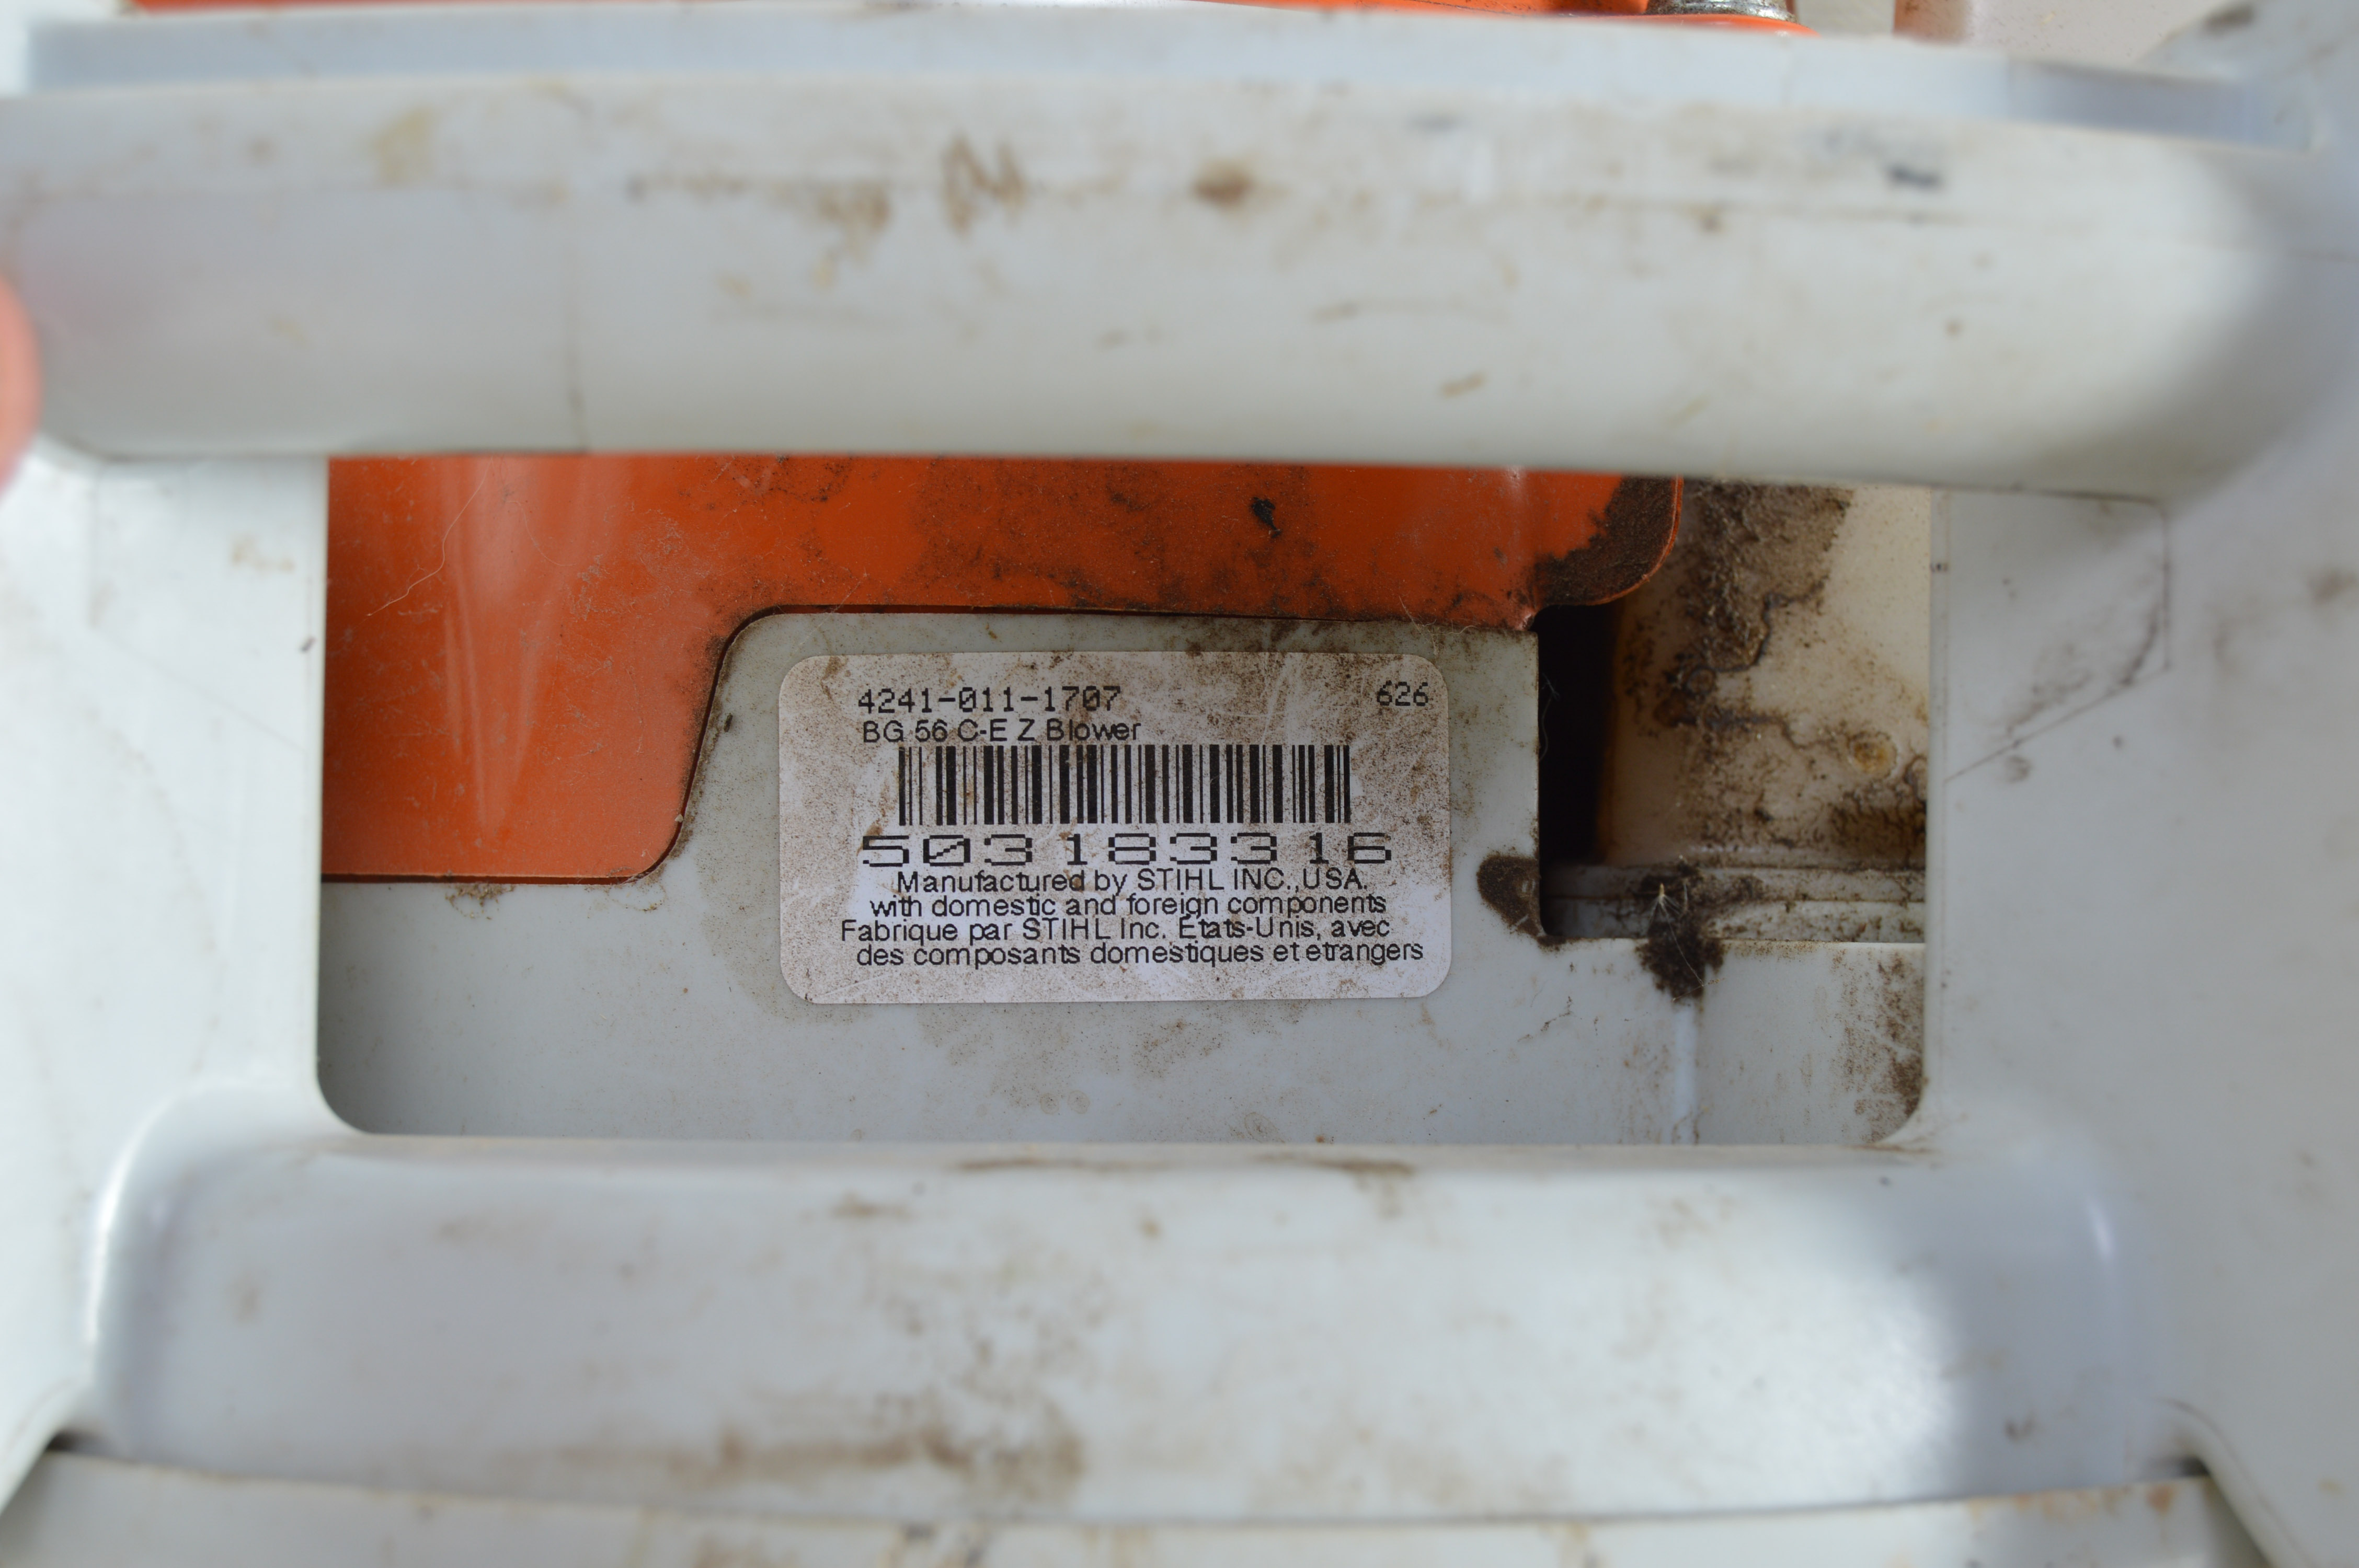 4241-011-1707 626
BG 56 C-E Z Blower
503183316
Manufactured by STIHL INC.,USA.
with domestic and foreign components
Fabrique par STIHL Inc. États-Unis, avec
des composants domestiques et etrangers